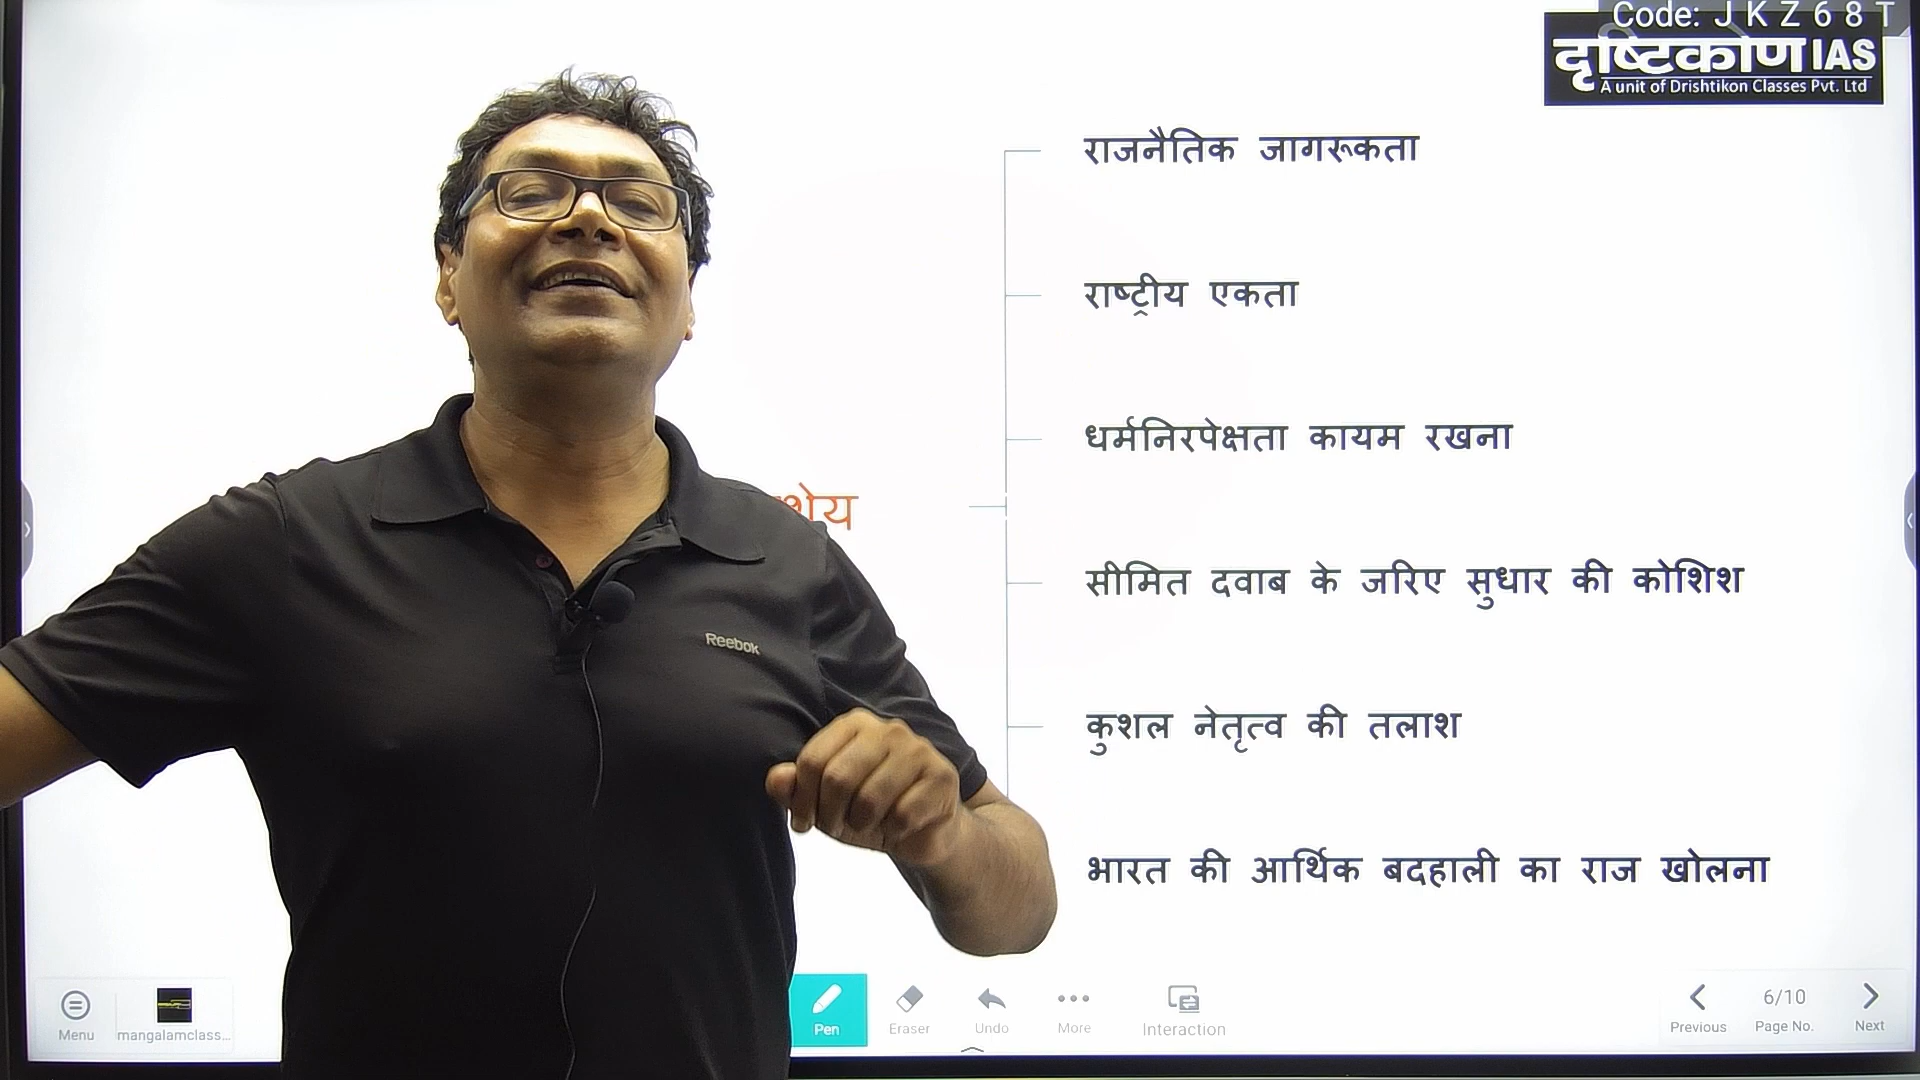 Code: J K Z 6 8 T
दृष्टिकोण IAS
A unit of Drishtikon Classes Pvt. Ltd
राजनैतिक जागरूकता
राष्ट्रीय एकता
धर्मनिरपेक्षता कायम रखना
सीमित दवाब के जरिए सुधार की कोशिश
कुशल नेतृत्व की तलाश
भारत की आर्थिक बदहाली का राज खोलना
Reebok
Menu
mangalamclass...
Pen
Eraser
Undo
More
Interaction
Previous
6/10
Page No.
Next